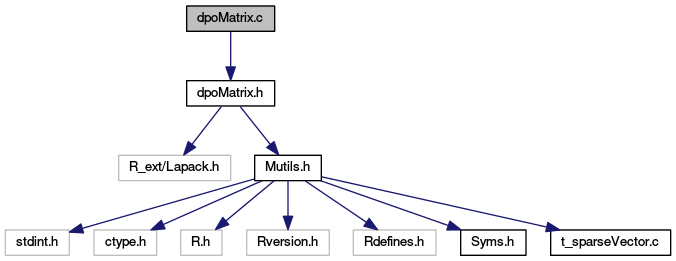 dpoMatrix.c
dpoMatrix.h
R_ext/Lapack.h
Mutils.h
stdint.h
ctype.h
R.h
Rversion.h
Rdefines.h
Syms.h
t_sparseVector.c